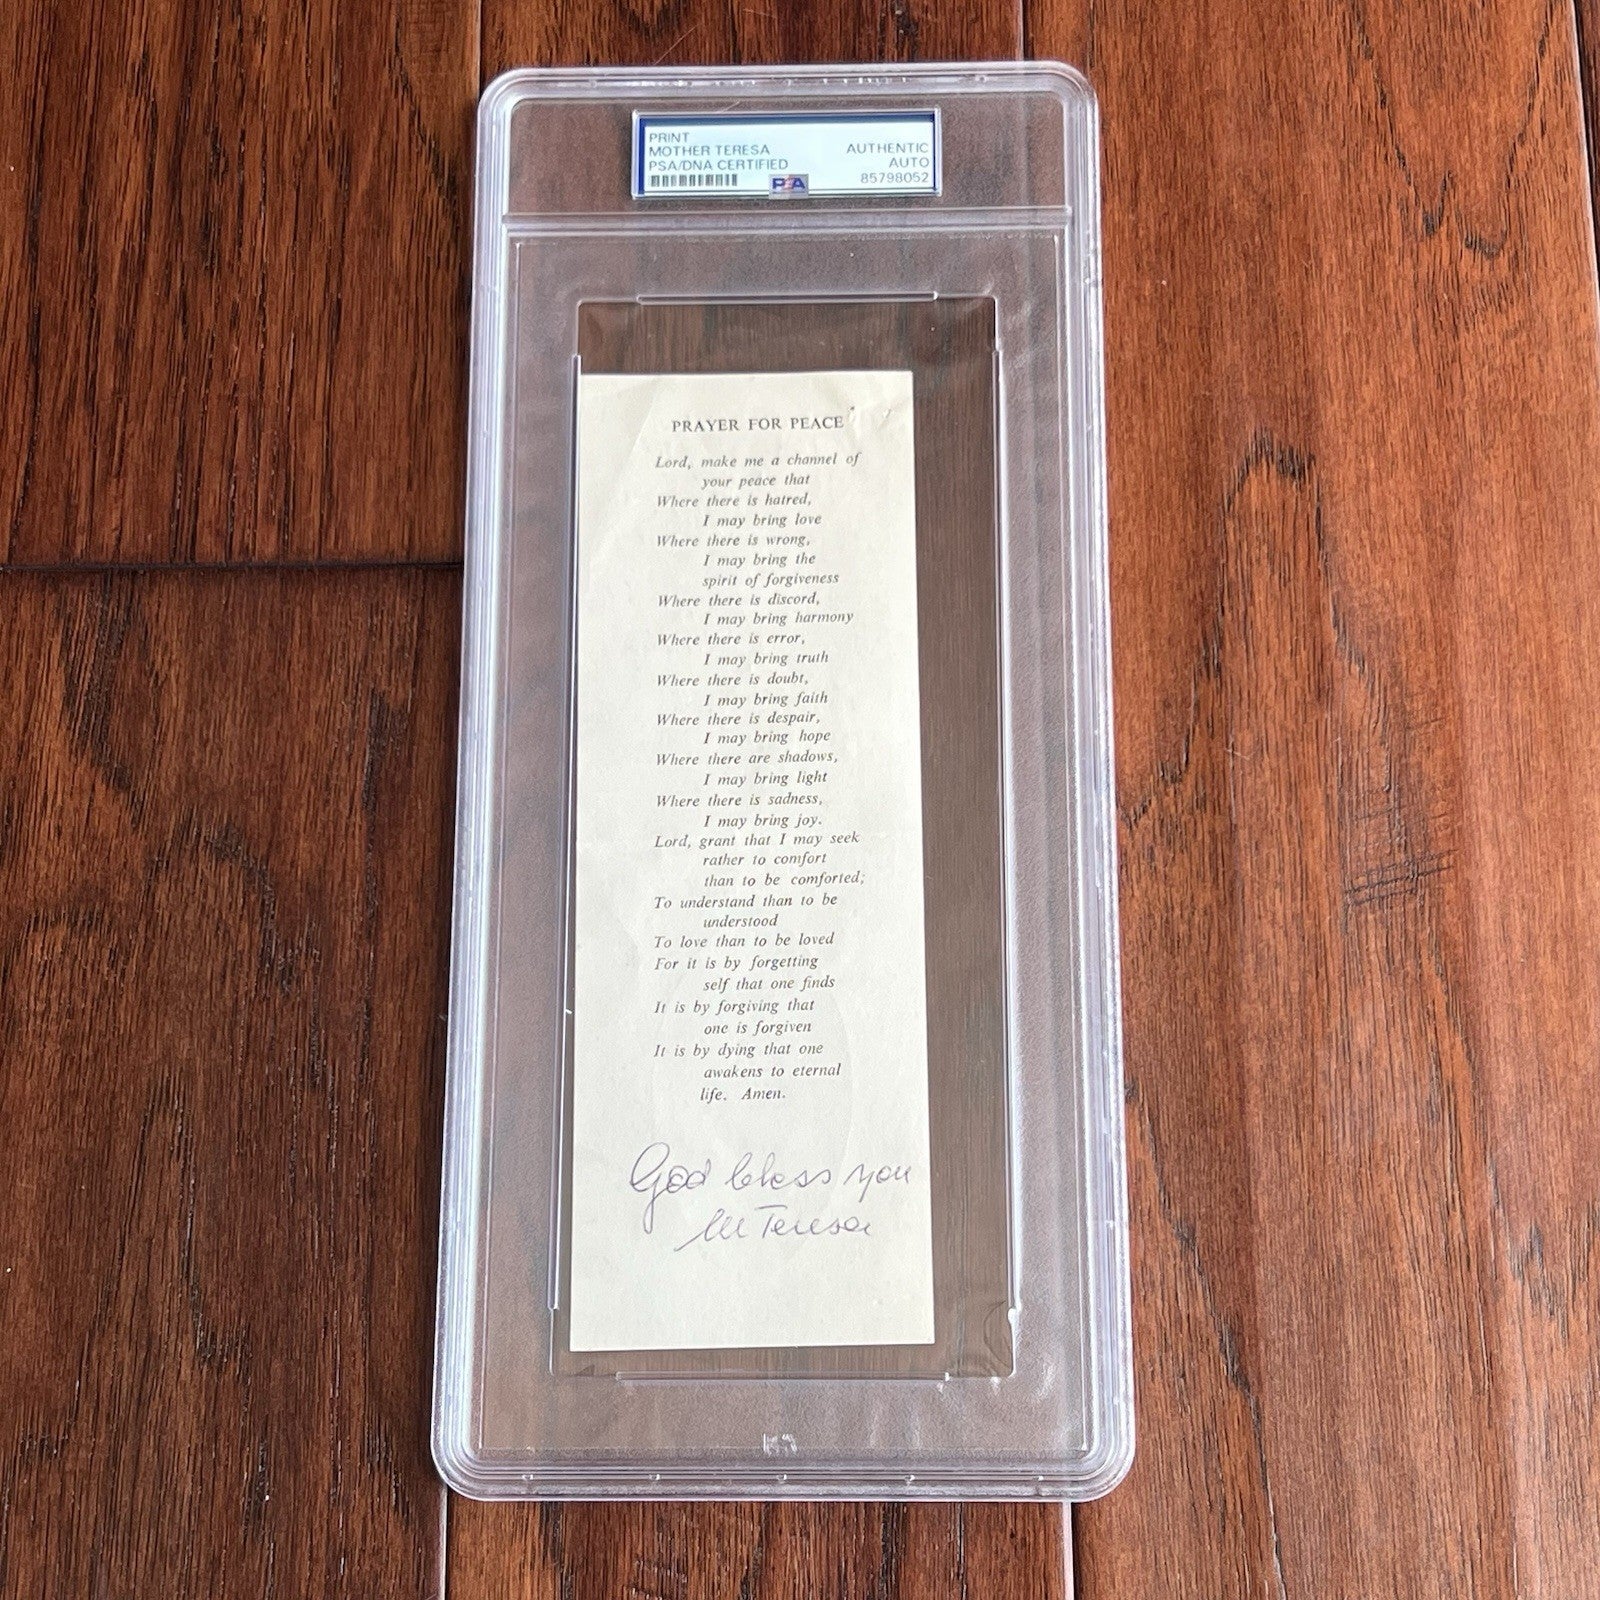 PRINT
MOTHER TERESA
PSA/DNA CERTIFIED
AUTHENTIC
AUTO
85798052
PSA
PRAYER FOR PEACE
Lord, make me a channel of
your peace that
Where there is hatred,
I may bring love
Where there is wrong,
I may bring the
spirit of forgiveness
Where there is discord,
I may bring harmony
Where there is error,
I may bring truth
Where there is doubt,
I may bring faith
Where there is despair,
I may bring hope
Where there are shadows,
I may bring light
Where there is sadness,
I may bring joy.
Lord, grant that I may seek
rather to comfort
than to be comforted;
To understand than to be
understood
To love than to be loved
For it is by forgetting
self that one finds
It is by forgiving that
one is forgiven
It is by dying that one
awakens to eternal
life. Amen.
God bless you
M Teresa